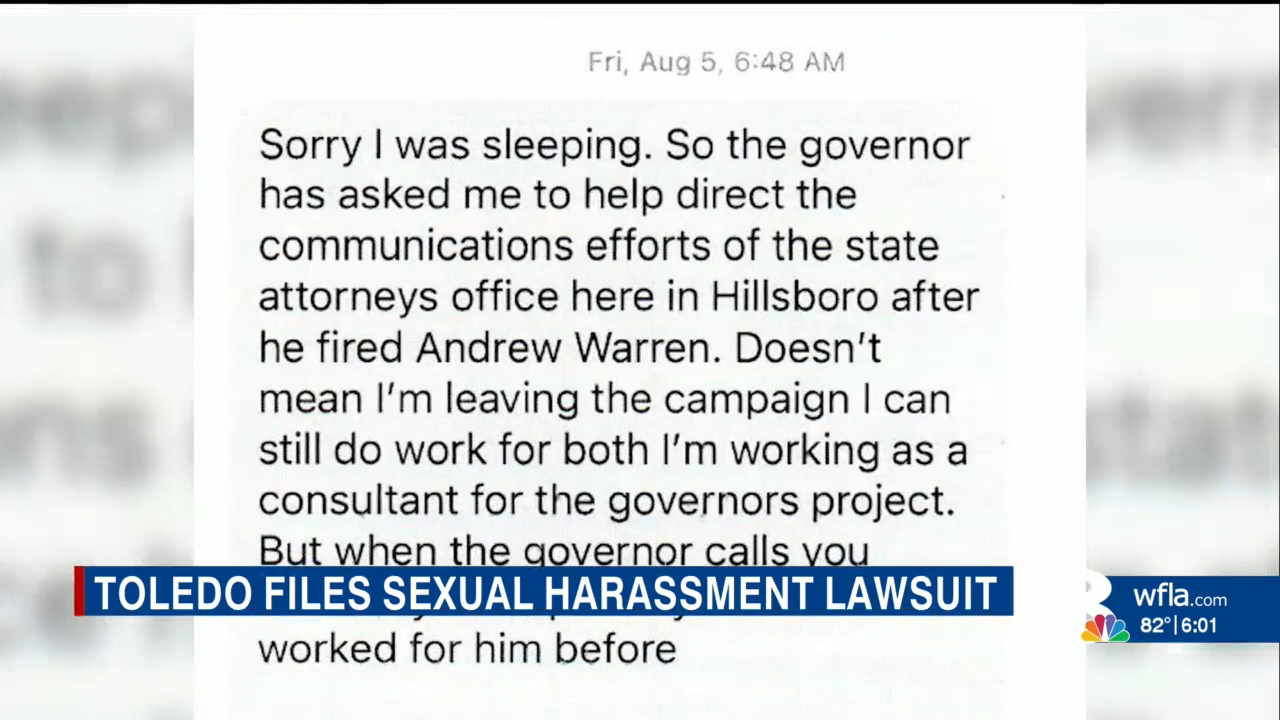 Fri, Aug 5, 6:48 AM
Sorry I was sleeping. So the governor
has asked me to help direct the
communications efforts of the state
attorneys office here in Hillsboro after
he fired Andrew Warren. Doesn't
mean I'm leaving the campaign I can
still do work for both I'm working as a
consultant for the governors project.
But when the governor calls you
worked for him before
TOLEDO FILES SEXUAL HARASSMENT LAWSUIT
wfla.com
82° | 6:01